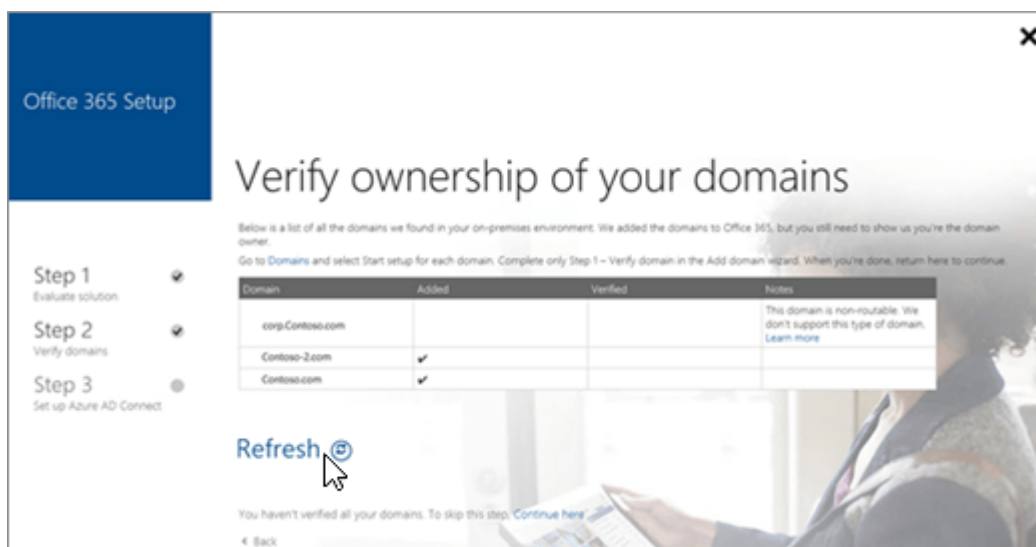 Office 365 Setup
Verify ownership of your domains
Below is a list of all the domains we found in your on-premises environment. We added the domains to Office 365, but you still need to show us you're the domain
owner.
Go to Domains and select Start setup for each domain. Complete only Step 1 – Verify domain in the Add domain wizard. When you're done, return here to continue.
Step 1
Evaluate solution
Step 2
Verify domains
Step 3
Set up Azure AD Connect
Domain Added Verified Notes
corp.Contoso.com This domain is non-routable. We
don't support this type of domain.
Learn more
Contoso-2.com ✔
Contoso.com ✔
Refresh
You haven't verified all your domains. To skip this step, Continue here
Back